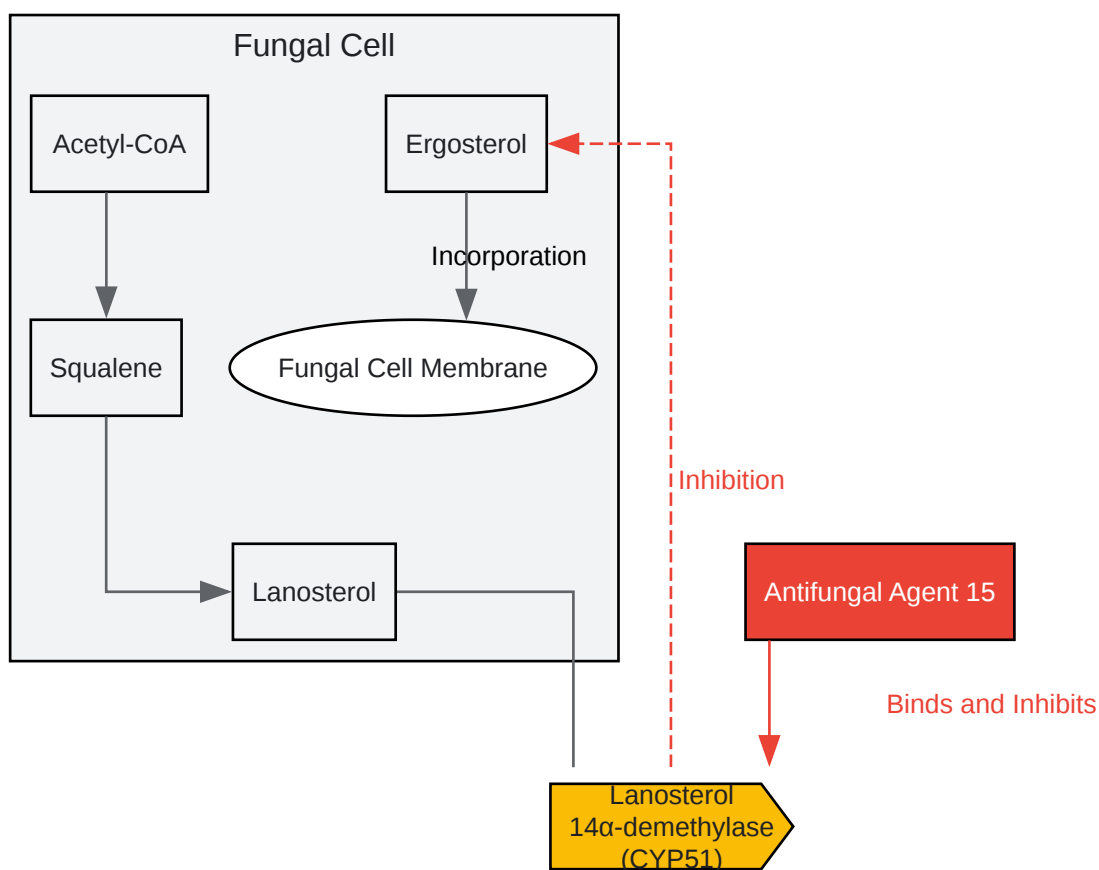 Fungal Cell
Acetyl-CoA
Ergosterol
Incorporation
Squalene
Fungal Cell Membrane
Inhibition
Lanosterol
Antifungal Agent 15
Binds and Inhibits
Lanosterol
14α-demethylase
(CYP51)